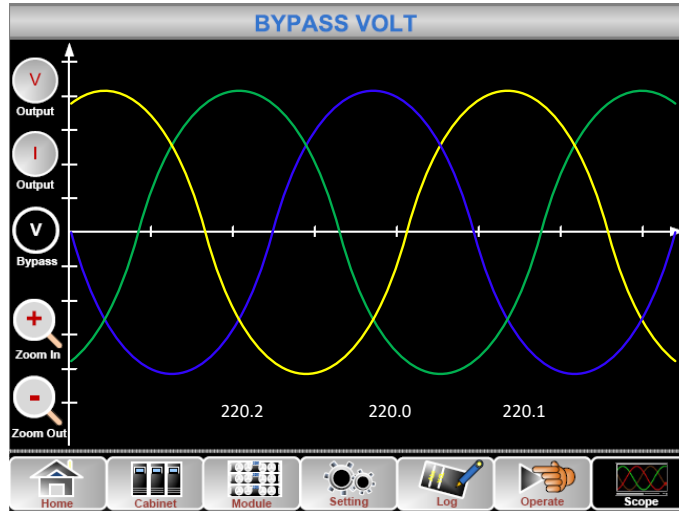 BYPASS VOLT
V
Output
I
Output
V
Bypass
+
Zoom In
-
Zoom Out
220.2 220.0 220.1
Home Cabinet Module Setting Log Operate Scope